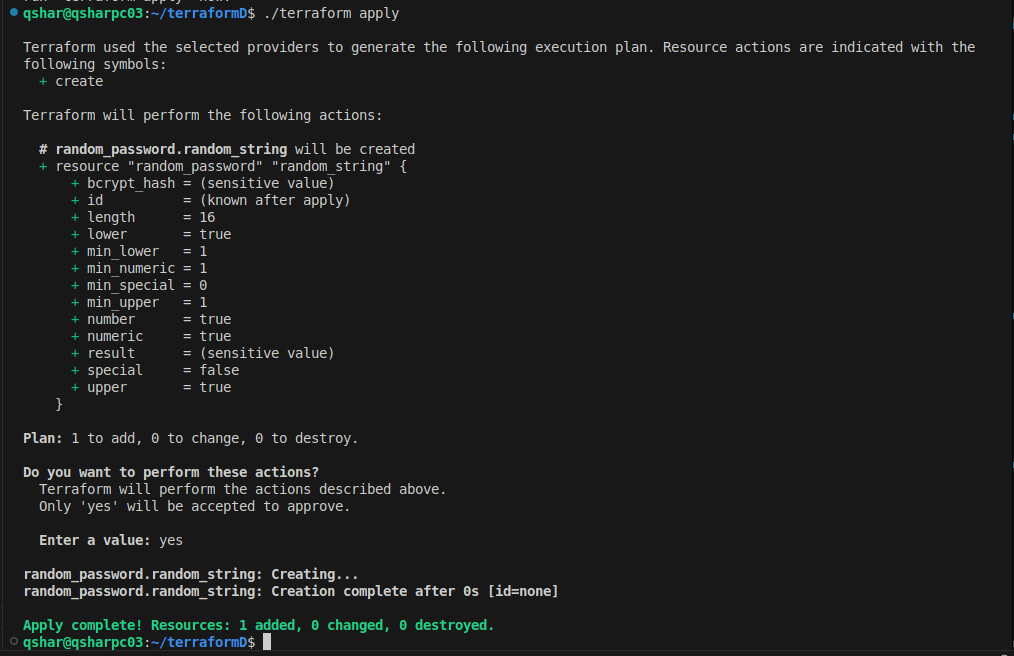 qshar@qsharpc03:~/terraformD$ ./terraform apply
Terraform used the selected providers to generate the following execution plan. Resource actions are indicated with the
following symbols:
+ create
Terraform will perform the following actions:
# random_password.random_string will be created
+ resource "random_password" "random_string" {
+ bcrypt_hash = (sensitive value)
+ id          = (known after apply)
+ length      = 16
+ lower       = true
+ min_lower   = 1
+ min_numeric = 1
+ min_special = 0
+ min_upper   = 1
+ number      = true
+ numeric     = true
+ result      = (sensitive value)
+ special     = false
+ upper       = true
}
Plan: 1 to add, 0 to change, 0 to destroy.
Do you want to perform these actions?
Terraform will perform the actions described above.
Only 'yes' will be accepted to approve.
Enter a value: yes
random_password.random_string: Creating...
random_password.random_string: Creation complete after 0s [id=none]
Apply complete! Resources: 1 added, 0 changed, 0 destroyed.
qshar@qsharpc03:~/terraformD$